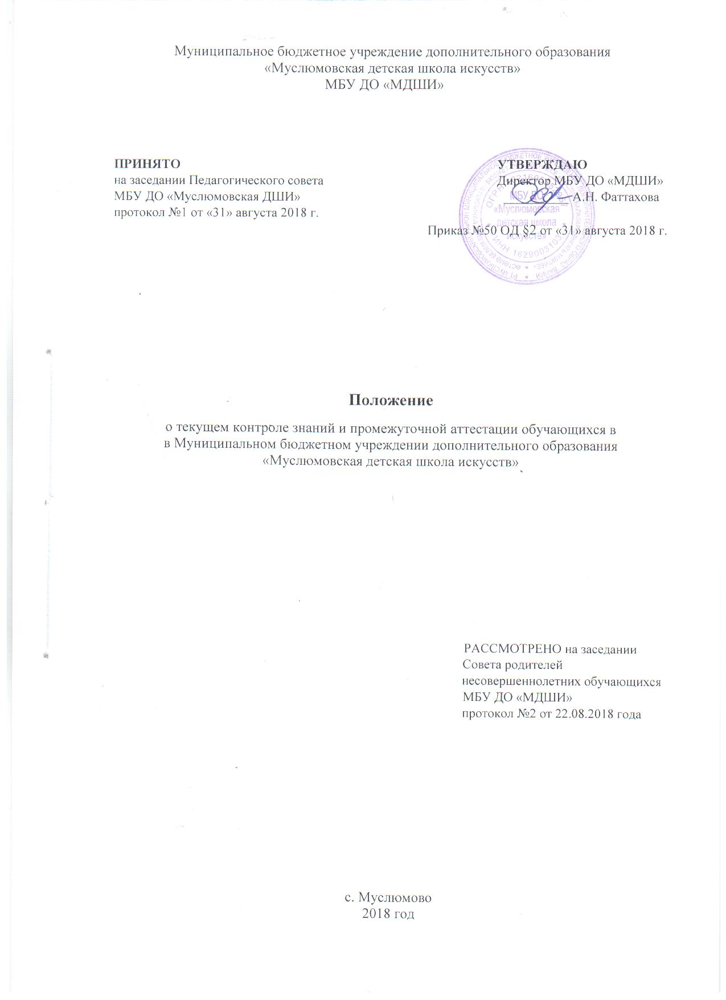 Муниципальное бюджетное учреждение дополнительного образования
«Муслюмовская детская школа искусств»
МБУ ДО «МДШИ»
ПРИНЯТО
на заседании Педагогического совета
МБУ ДО «Муслюмовская ДШИ»
протокол №1 от «31» августа 2018 г.
УТВЕРЖДАЮ
Директор МБУ ДО «МДШИ»
А.Н. Фаттахова
Приказ №50 ОД §2 от «31» августа 2018 г.
МБУ ДО
«Муслюмовская
детская школа
искусств»
ИНН 1629003103
Положение
о текущем контроле знаний и промежуточной аттестации обучающихся в
в Муниципальном бюджетном учреждении дополнительного образования
«Муслюмовская детская школа искусств»
РАССМОТРЕНО на заседании
Совета родителей
несовершеннолетних обучающихся
МБУ ДО «МДШИ»
протокол №2 от 22.08.2018 года
с. Муслюмово
2018 год